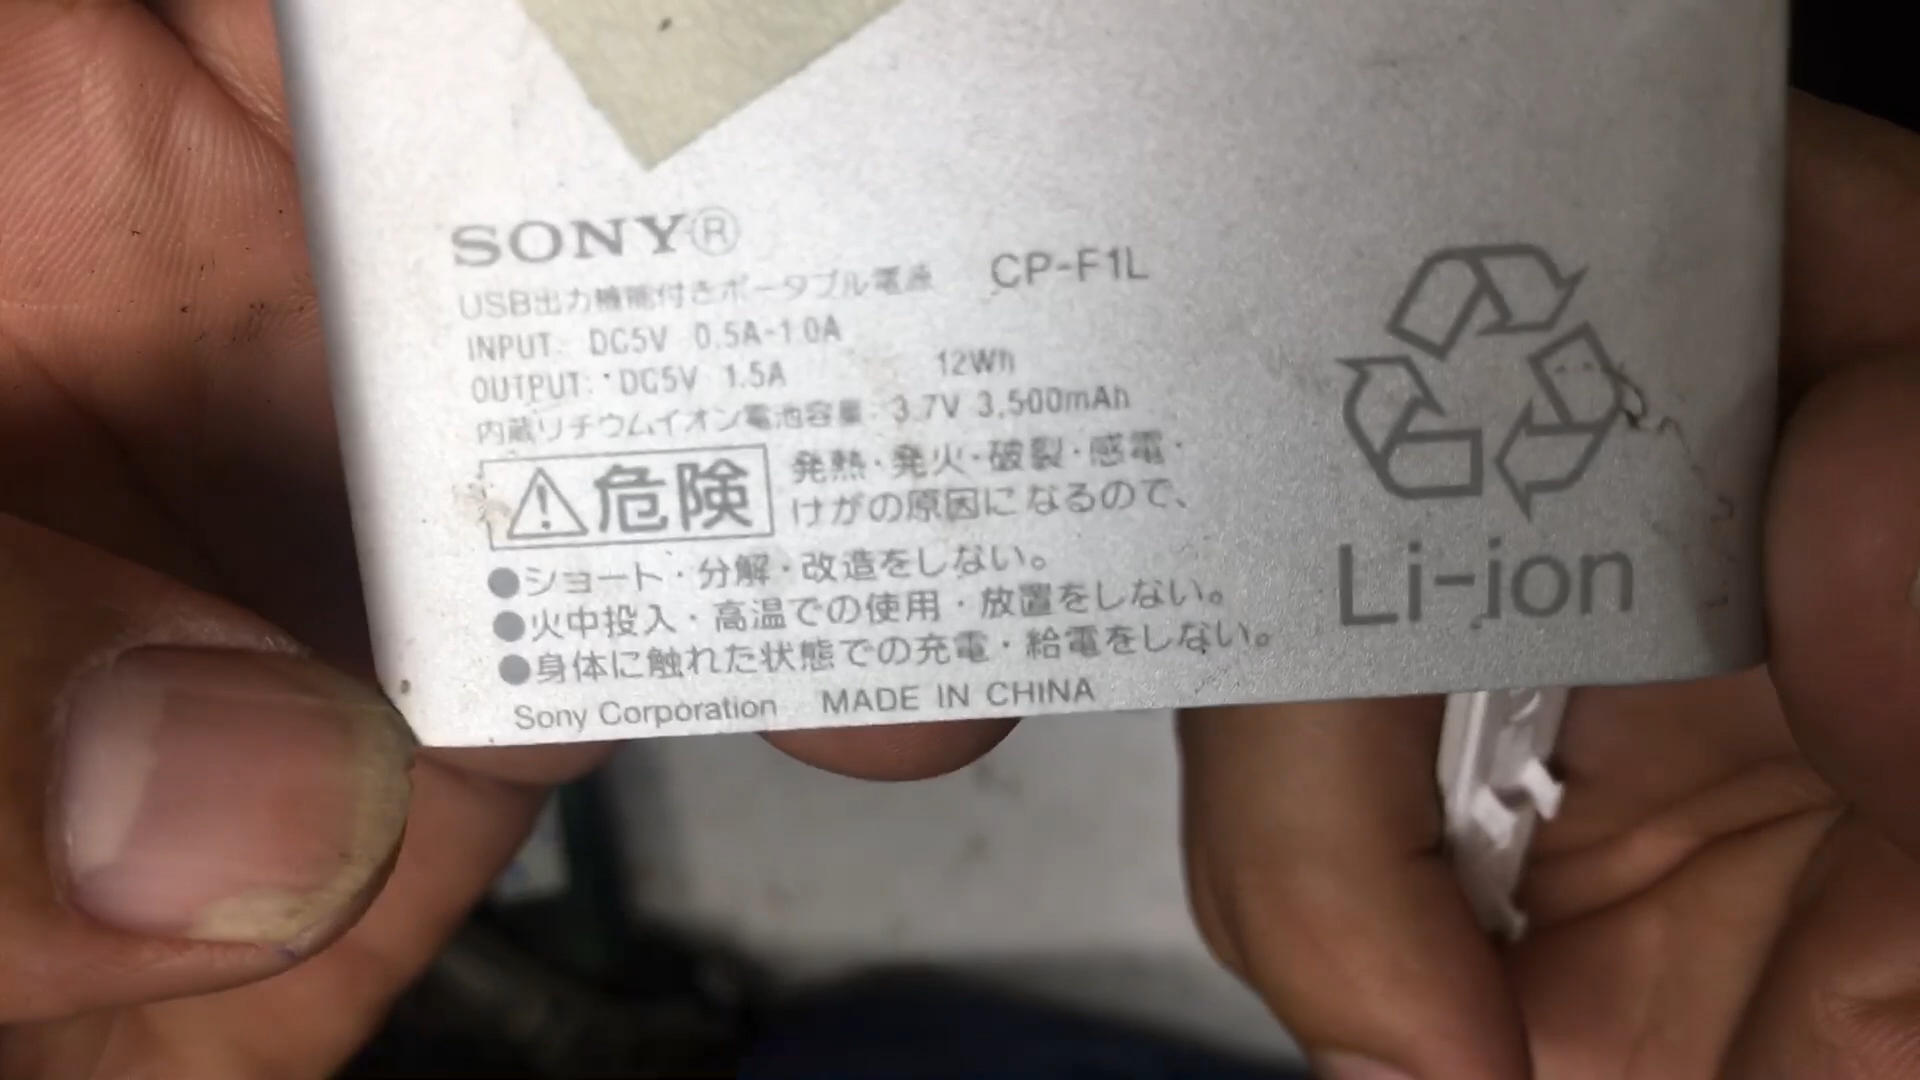 SONY®
USB出力機能付きポータブル電源 CP-F1L
INPUT: DC5V 0.5A-1.0A
OUTPUT: DC5V 1.5A 12Wh
内蔵リチウムイオン電池容量: 3.7V 3,500mAh
⚠危険 発熱・発火・破裂・感電・
けがの原因になるので、
●ショート・分解・改造をしない。
●火中投入・高温での使用・放置をしない。
●身体に触れた状態での充電・給電をしない。
Sony Corporation MADE IN CHINA
Li-ion